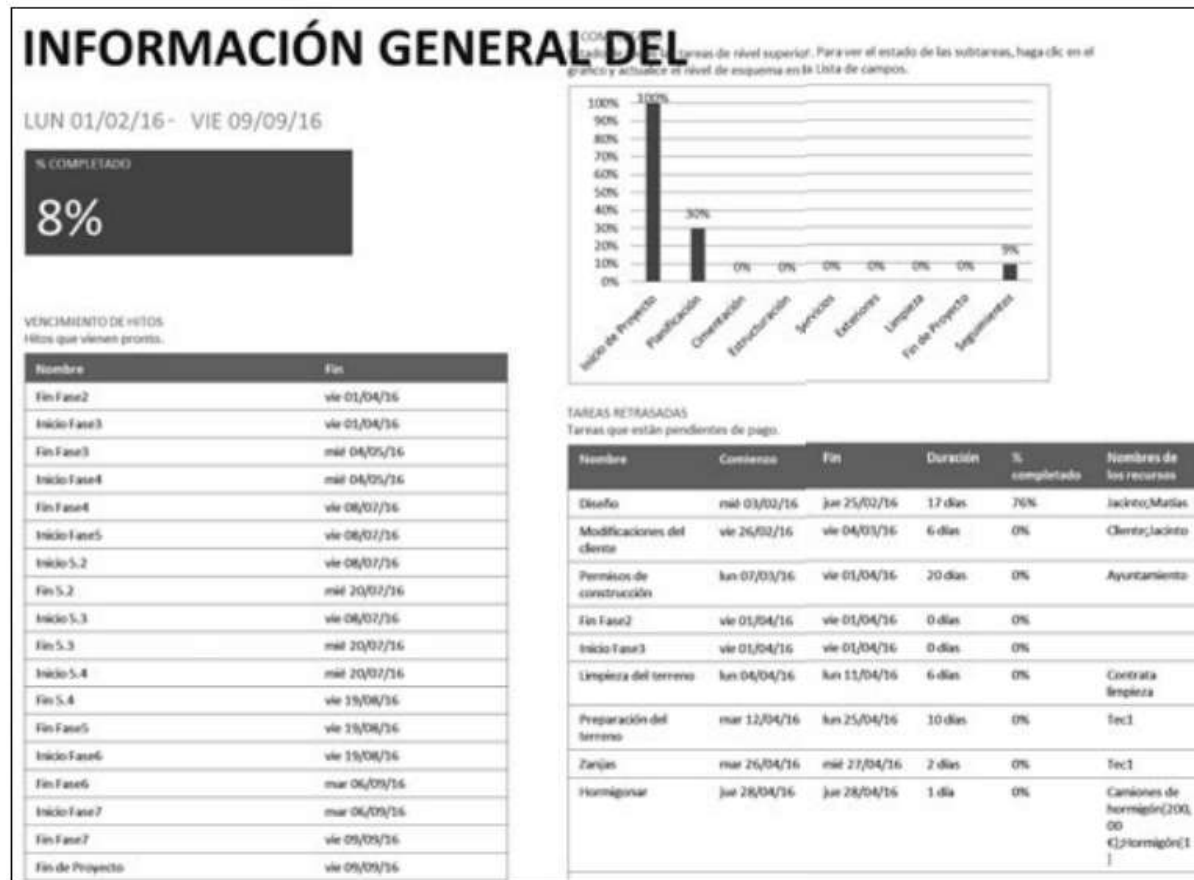 INFORMACIÓN GENERAL DEL
LUN 01/02/16 - VIE 09/09/16
% COMPLETADO
8%
VENCIMIENTO DE HITOS
Hitos que vienen pronto.
Nombre Fin
Fin Fase2 vie 01/04/16
Inicio Fase3 vie 01/04/16
Fin Fase3 mié 04/05/16
Inicio Fase4 mié 04/05/16
Fin Fase4 vie 08/07/16
Inicio Fase5 vie 08/07/16
Inicio 5.2 vie 08/07/16
Fin 5.2 mié 20/07/16
Inicio 5.3 vie 08/07/16
Fin 5.3 mié 20/07/16
Inicio 5.4 mié 20/07/16
Fin 5.4 vie 19/08/16
Fin Fase5 vie 19/08/16
Inicio Fase6 vie 19/08/16
Fin Fase6 mar 06/09/16
Inicio Fase7 mar 06/09/16
Fin Fase7 vie 09/09/16
Fin de Proyecto vie 09/09/16
tareas de nivel superior. Para ver el estado de las subtareas, haga clic en el
gráfico y actualice el nivel de esquema en la Lista de campos.
100%
90%
80%
70%
60%
50%
40%
30%
20%
10%
0%
100% 30% 0% 0% 0% 0% 0% 0% 9%
Inicio de Proyecto
Planificación
Cimentación
Estructuración
Servicios
Exteriores
Limpieza
Fin de Proyecto
Seguimientos
TAREAS RETRASADAS
Tareas que están pendientes de pago.
Nombre Comienzo Fin Duración % Nombres de
completado los recursos
Diseño mié 03/02/16 jue 25/02/16 17 días 76% Jacinto;Matías
Modificaciones del vie 26/02/16 vie 04/03/16 6 días 0% Cliente;Jacinto
cliente
Permisos de lun 07/03/16 vie 01/04/16 20 días 0% Ayuntamiento
construcción
Fin Fase2 vie 01/04/16 vie 01/04/16 0 días 0%
Inicio Fase3 vie 01/04/16 vie 01/04/16 0 días 0%
Limpieza del terreno lun 04/04/16 lun 11/04/16 6 días 0% Contrata
limpieza
Preparación del mar 12/04/16 lun 25/04/16 10 días 0% Tec1
terreno
Zanjas mar 26/04/16 mié 27/04/16 2 días 0% Tec1
Hormigonar jue 28/04/16 jue 28/04/16 1 día 0% Camiones de
hormigón[200,
00
€];Hormigón[1
]